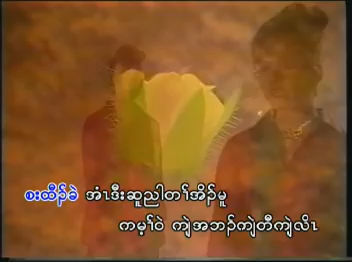 စးထီၣ်ခဲ အံၤဒီးဆူညါတၢ်အိၣ်မူ
ကမ့ၢ်ဝဲ ကျဲအဘၣ်ကျဲတီကျဲလိၤ